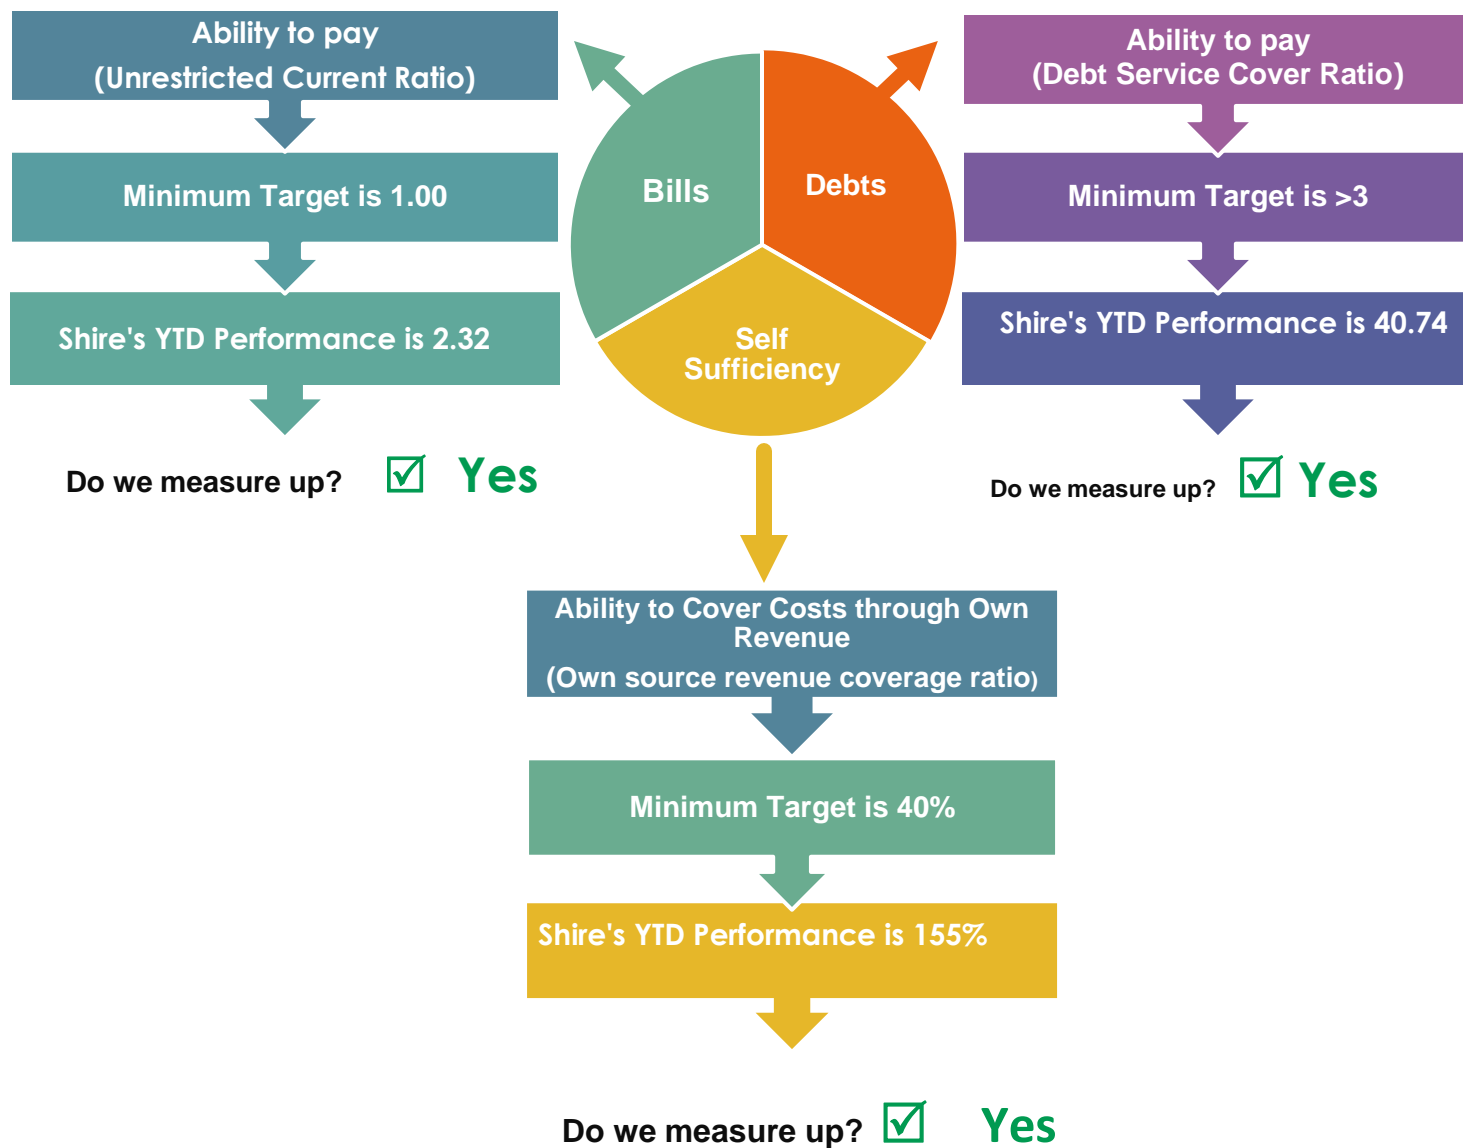 Ability to pay
(Unrestricted Current Ratio)
Minimum Target is 1.00
Shire's YTD Performance is 2.32
Do we measure up? ☑ Yes
Bills
Debts
Self
Sufficiency
Ability to pay
(Debt Service Cover Ratio)
Minimum Target is >3
Shire's YTD Performance is 40.74
Do we measure up? ☑ Yes
Ability to Cover Costs through Own
Revenue
(Own source revenue coverage ratio)
Minimum Target is 40%
Shire's YTD Performance is 155%
Do we measure up? ☑ Yes